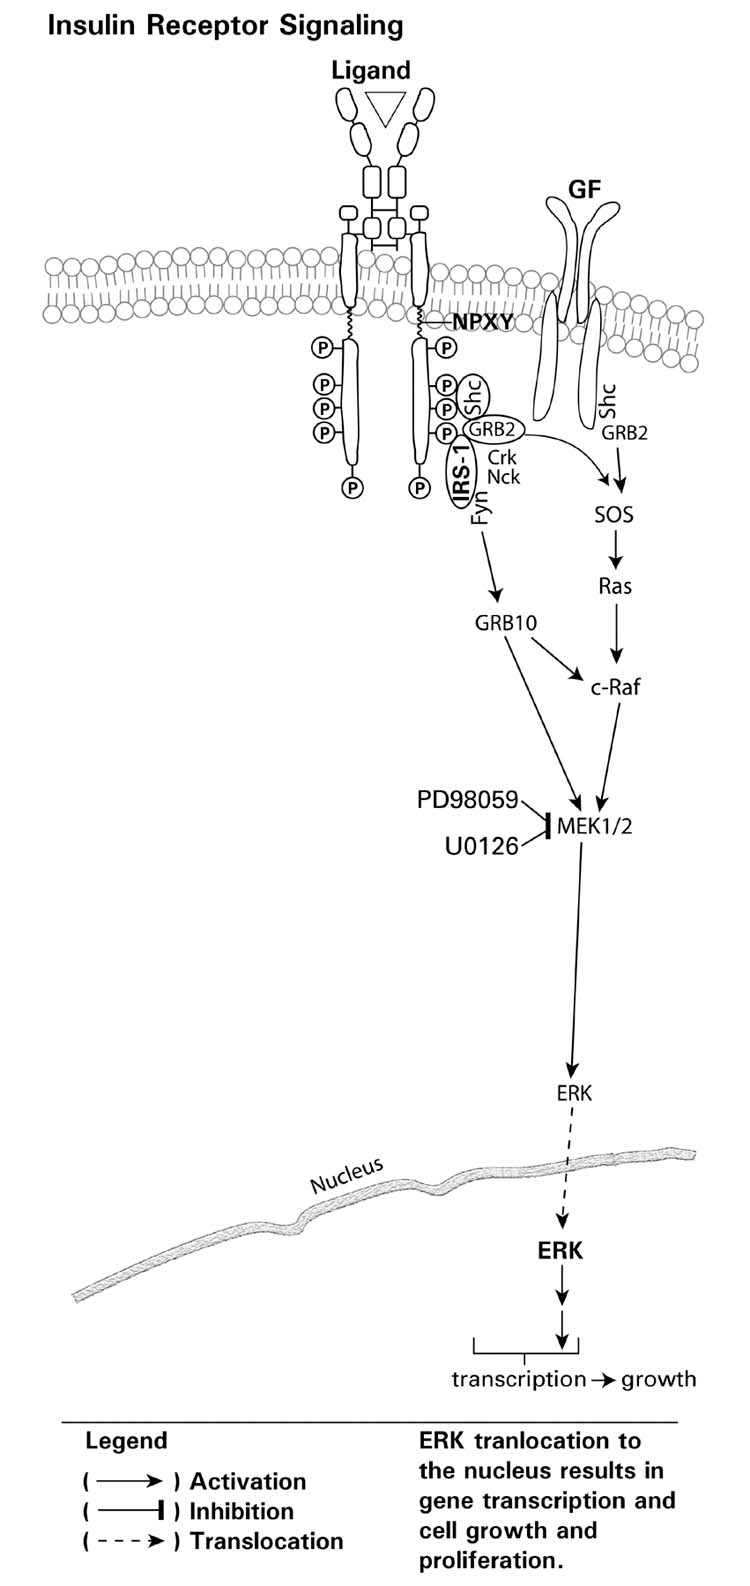 Insulin Receptor Signaling
Ligand
GF
NPXY
P
P
P
P
P
P
P
P
P
P
Shc
GRB2
IRS-1
Crk
Nck
Fyn
Shc
GRB2
SOS
Ras
GRB10
c-Raf
PD98059
U0126
MEK1/2
ERK
Nucleus
ERK
transcription
growth
Legend
( ) Activation
( ) Inhibition
( ) Translocation
ERK tranlocation to
the nucleus results in
gene transcription and
cell growth and
proliferation.